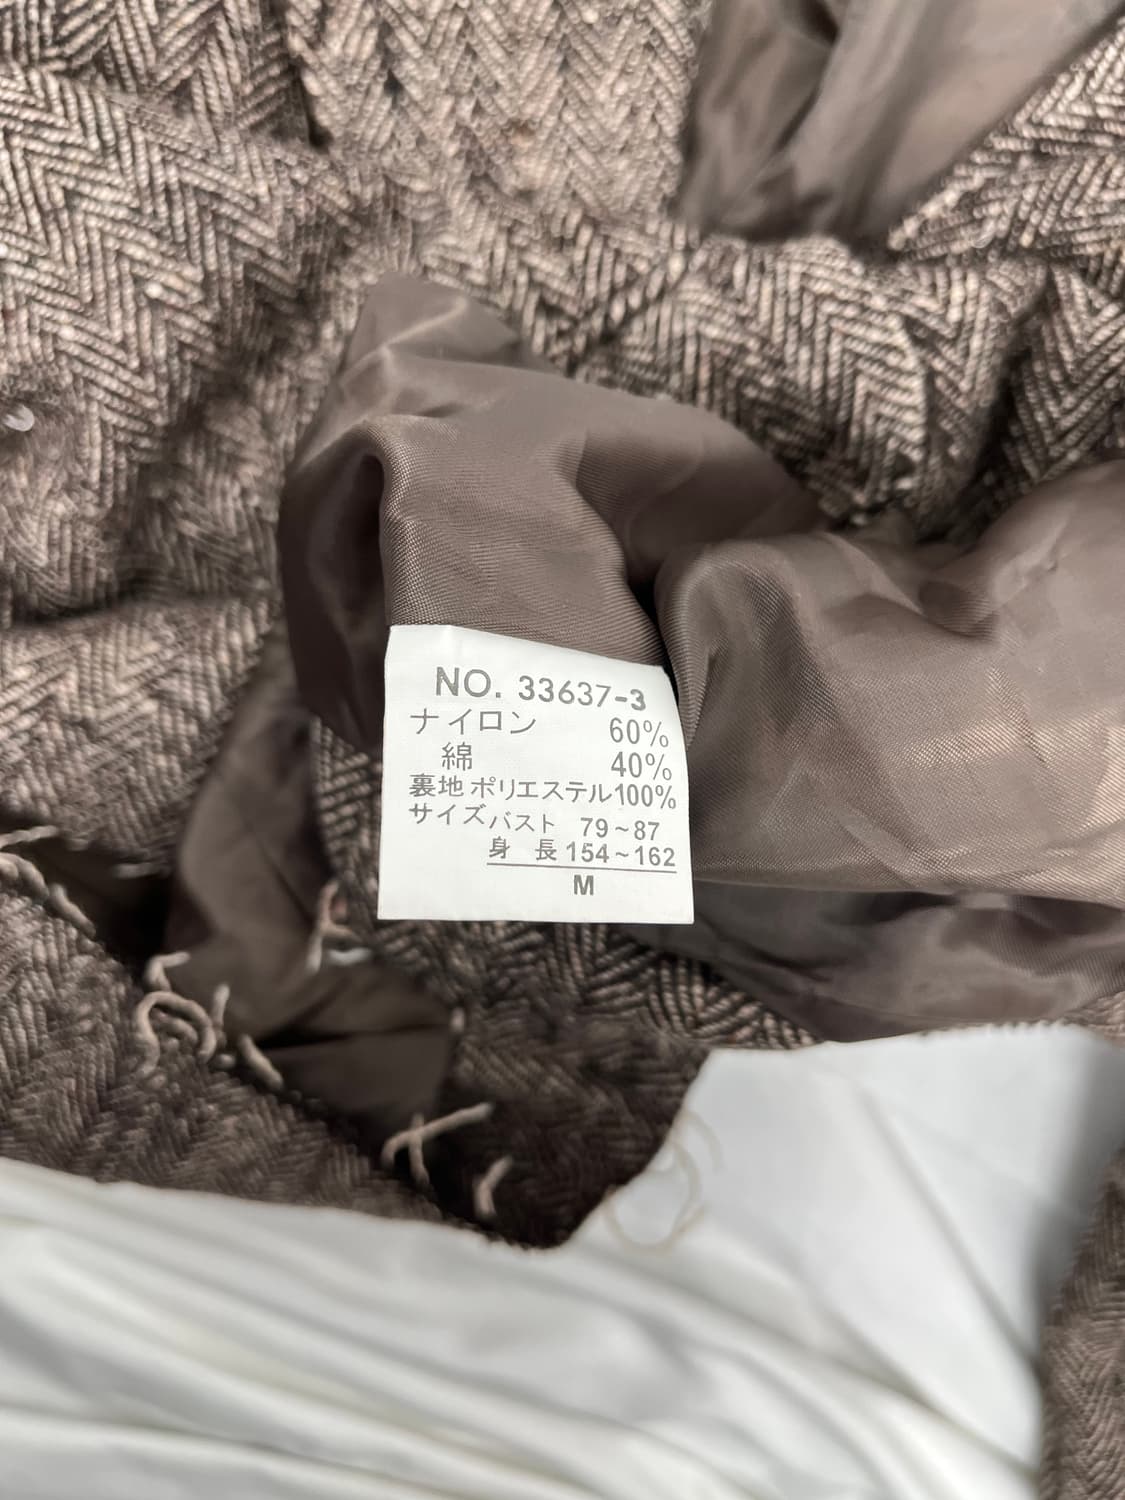 NO. 33637-3
ナイロン 60%
綿 40%
裏地 ポリエステル100%
サイズバスト 79~87
身 長 154~162
M